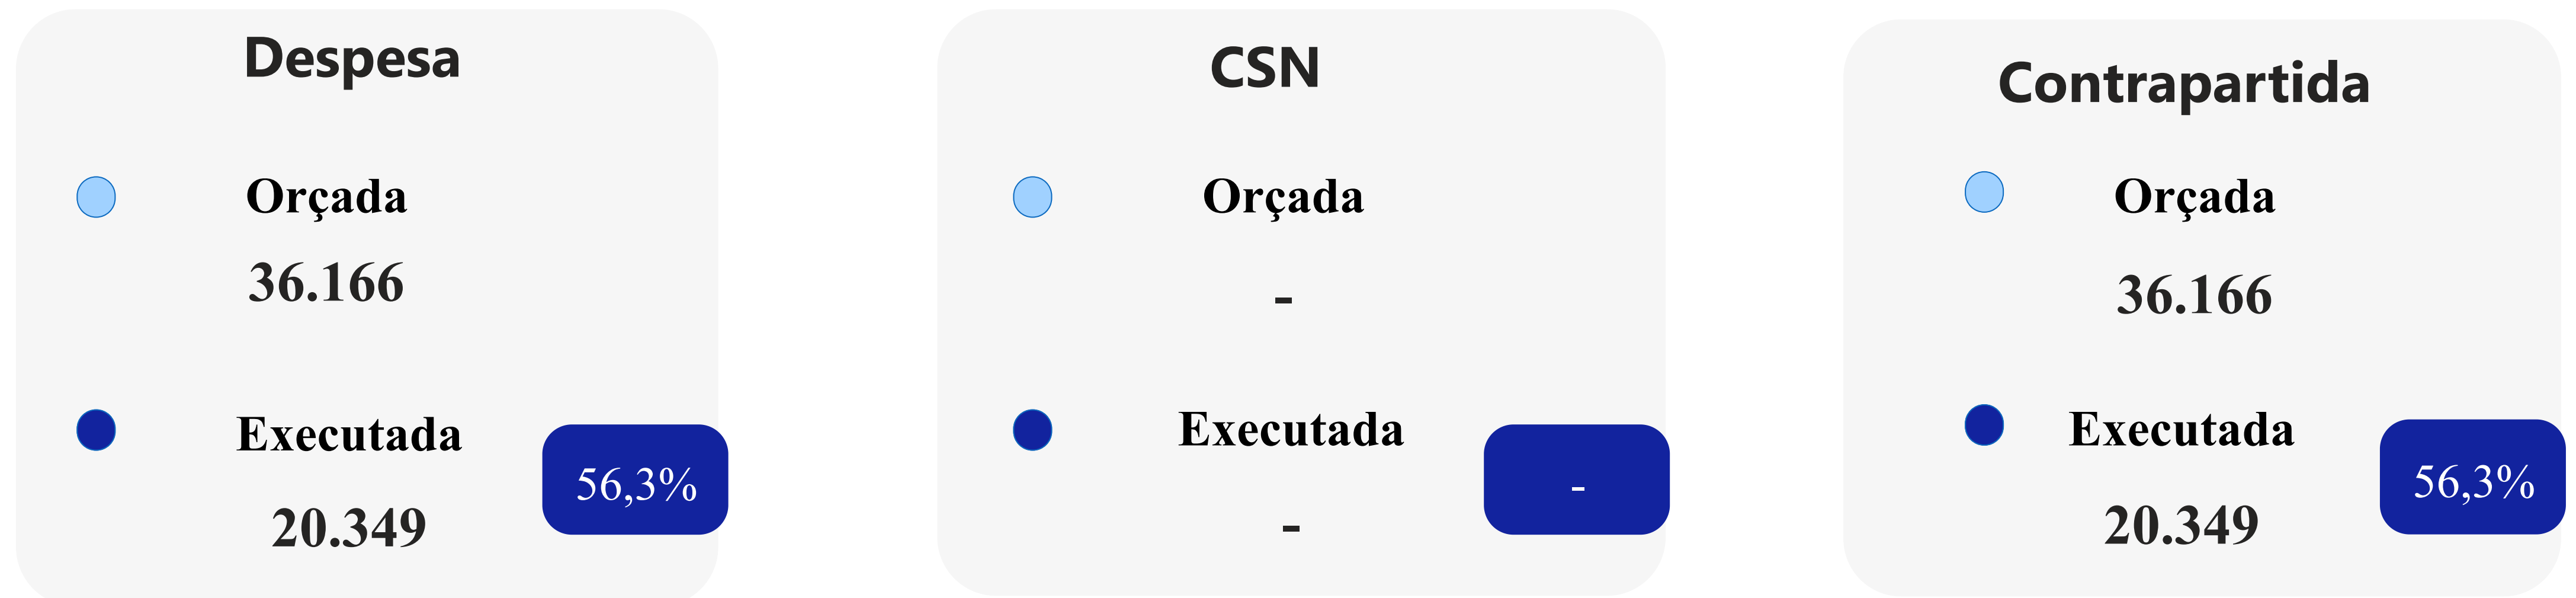 Despesa
Orçada
36.166
Executada
56,3%
20.349
CSN
Orçada
-
Executada
-
-
Contrapartida
Orçada
36.166
Executada
56,3%
20.349